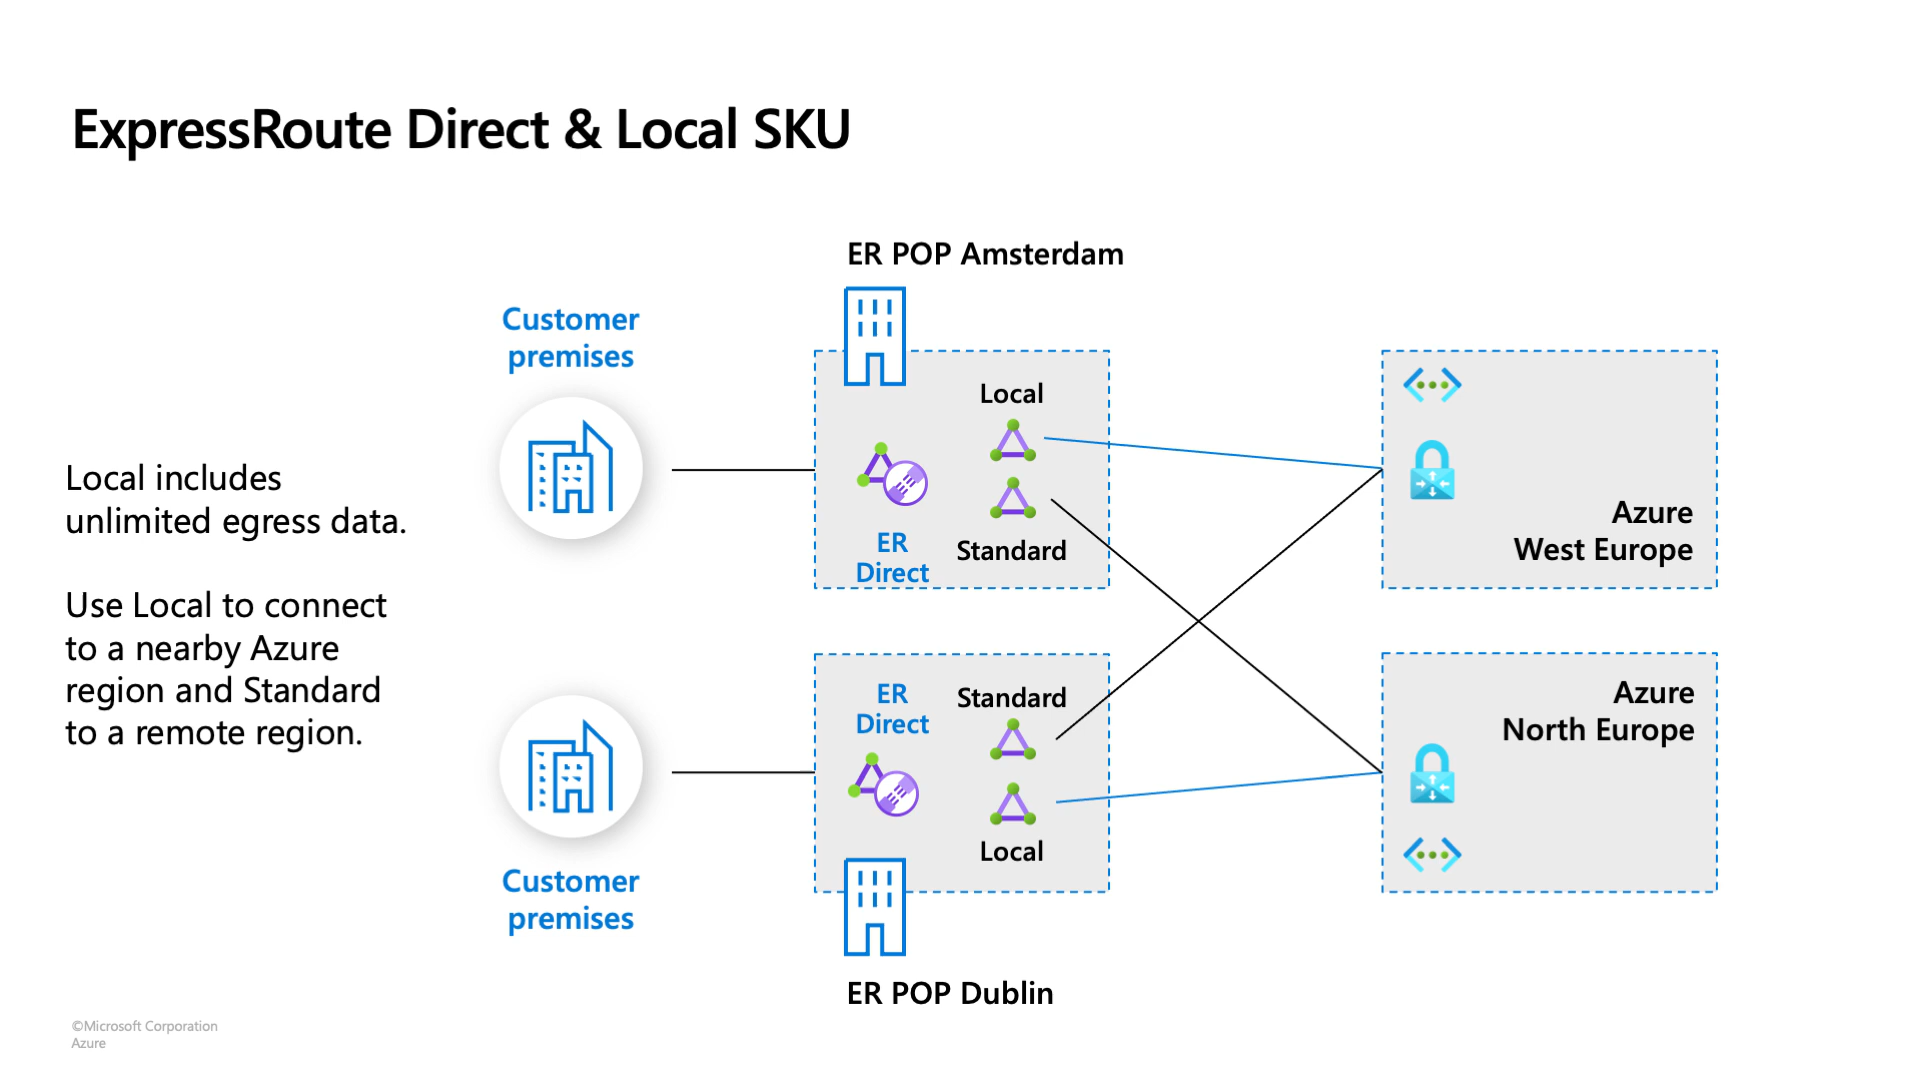 ExpressRoute Direct & Local SKU
Local includes
unlimited egress data.
Use Local to connect
to a nearby Azure
region and Standard
to a remote region.
Customer
premises
Customer
premises
ER POP Amsterdam
Local
ER
Direct
Standard
ER
Direct
Standard
Local
ER POP Dublin
Azure
West Europe
Azure
North Europe
©Microsoft Corporation
Azure